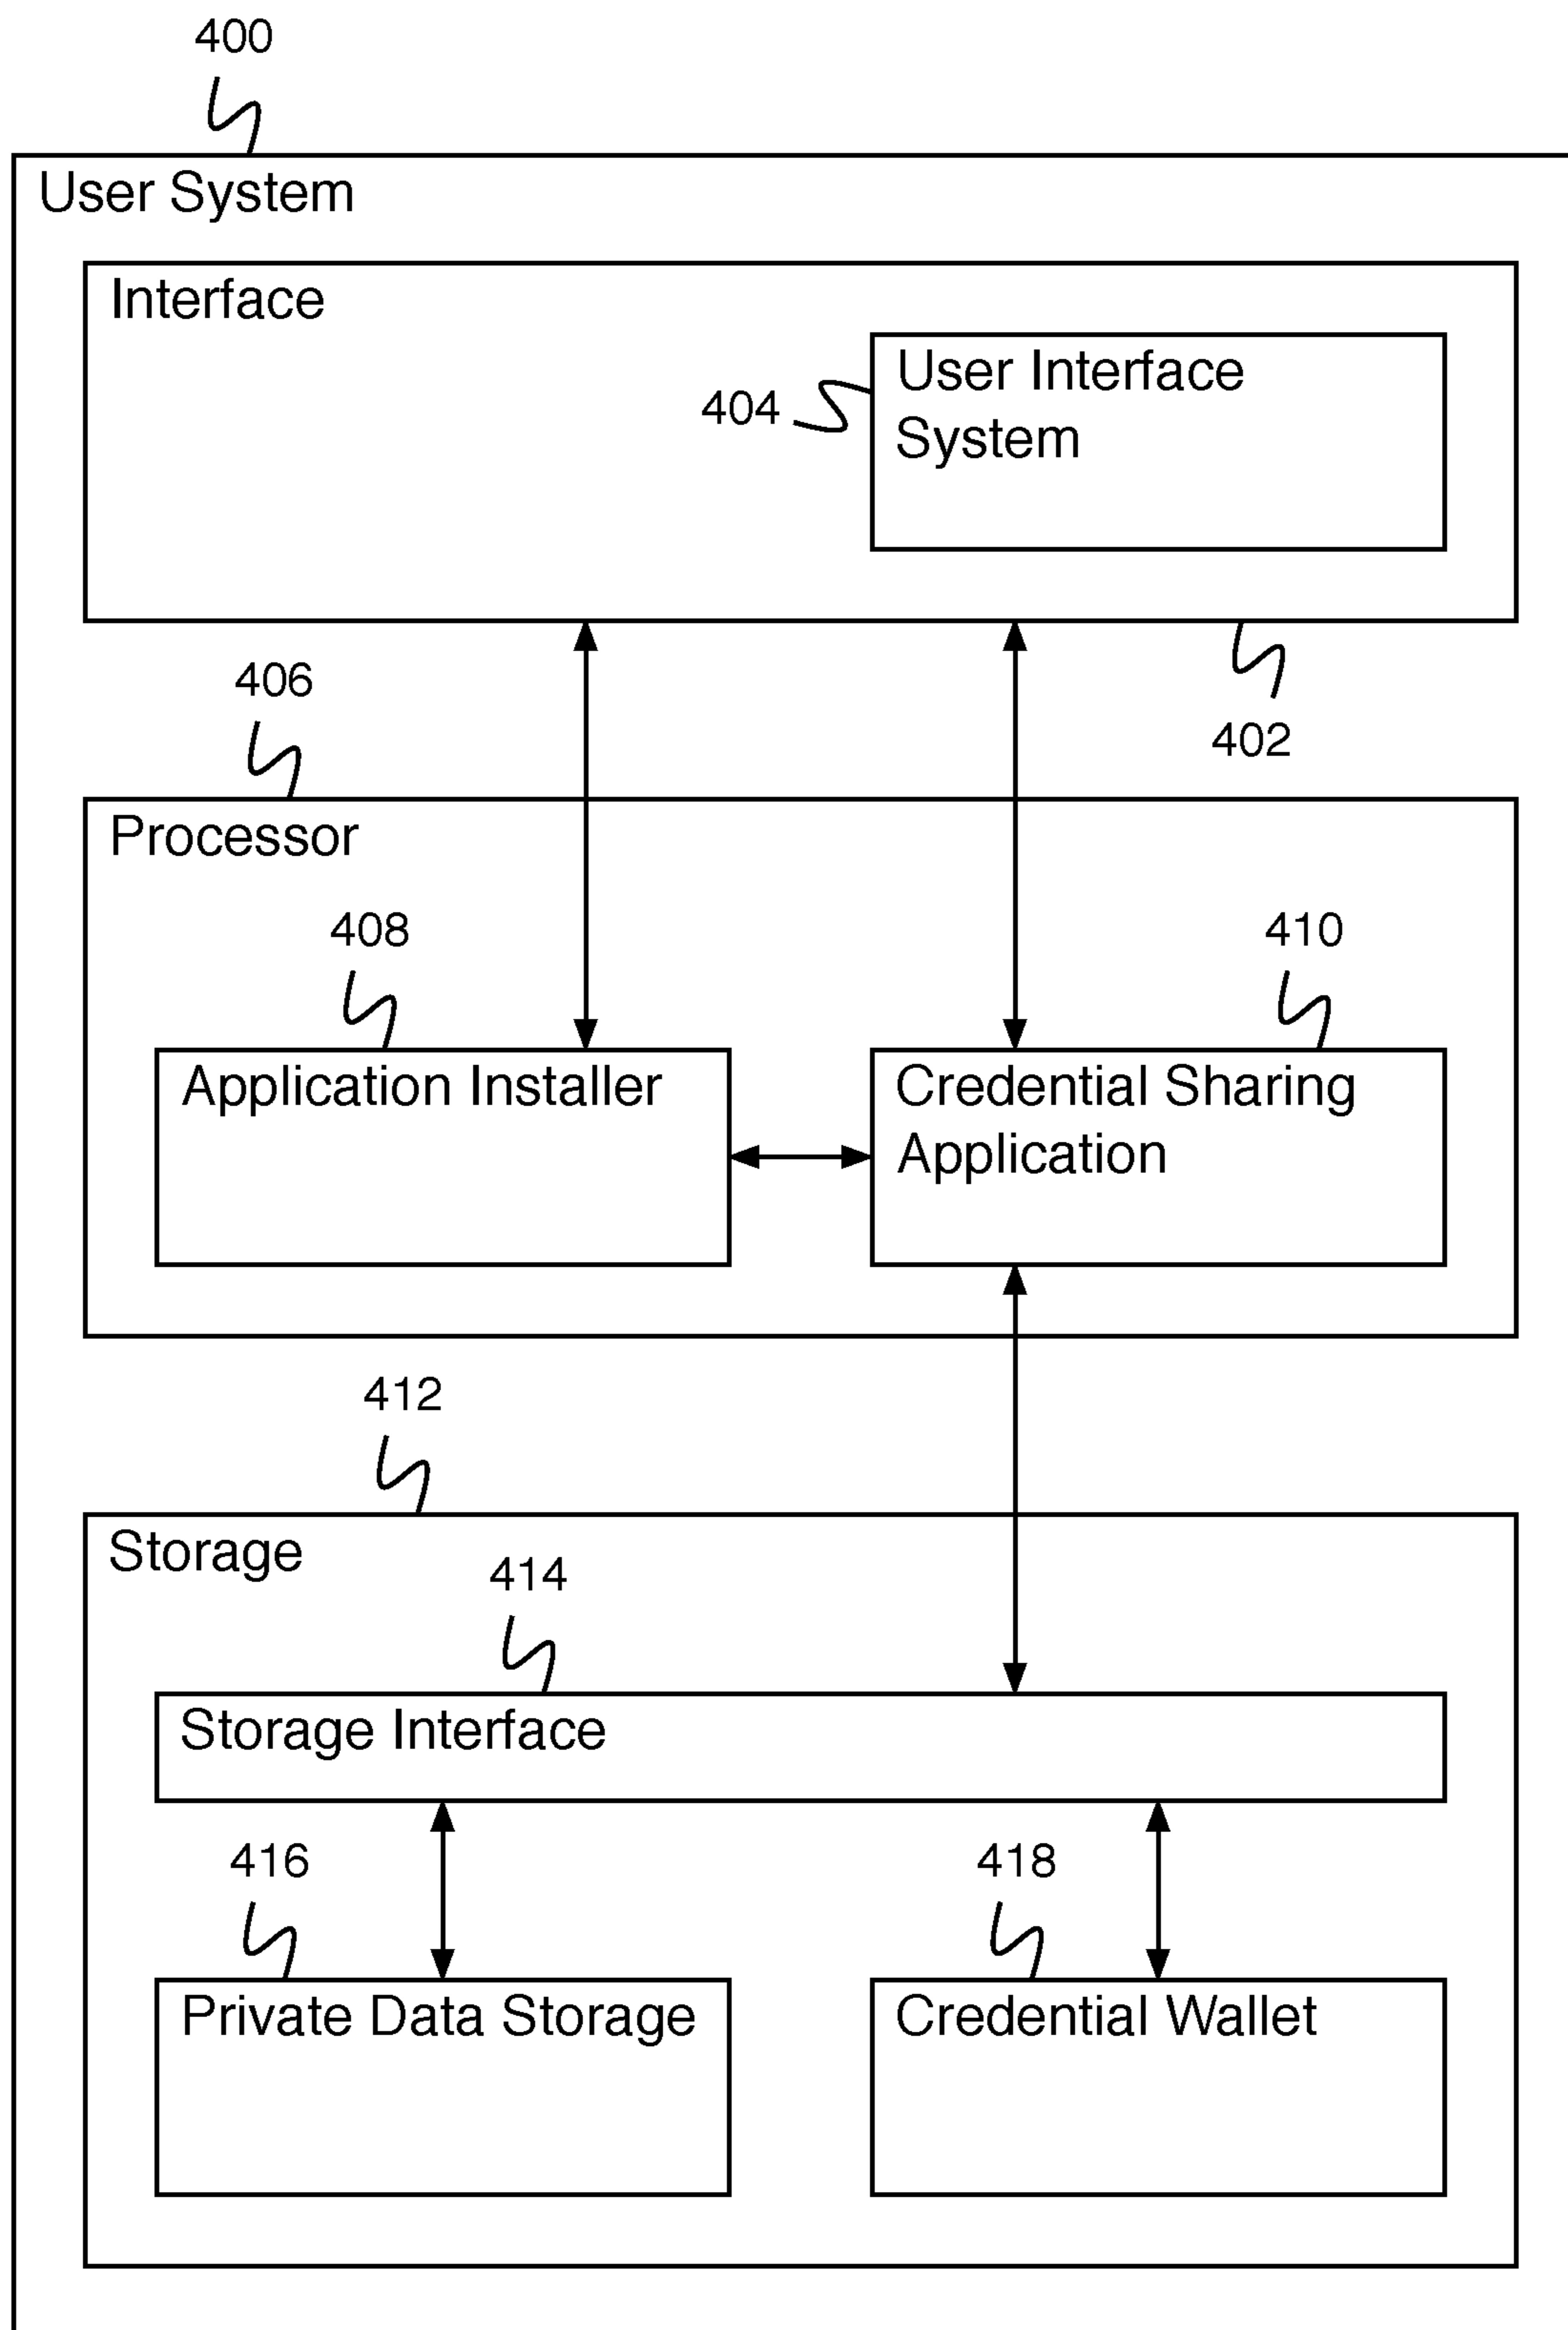 400
User System
Interface
User Interface
System
404
402
406
Processor
408
410
Application Installer
Credential Sharing
Application
412
Storage
414
Storage Interface
416
418
Private Data Storage
Credential Wallet